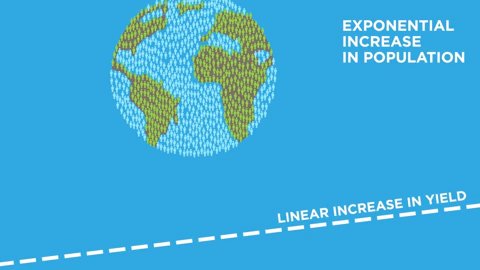 EXPONENTIAL
INCREASE
IN POPULATION
LINEAR INCREASE IN YIELD